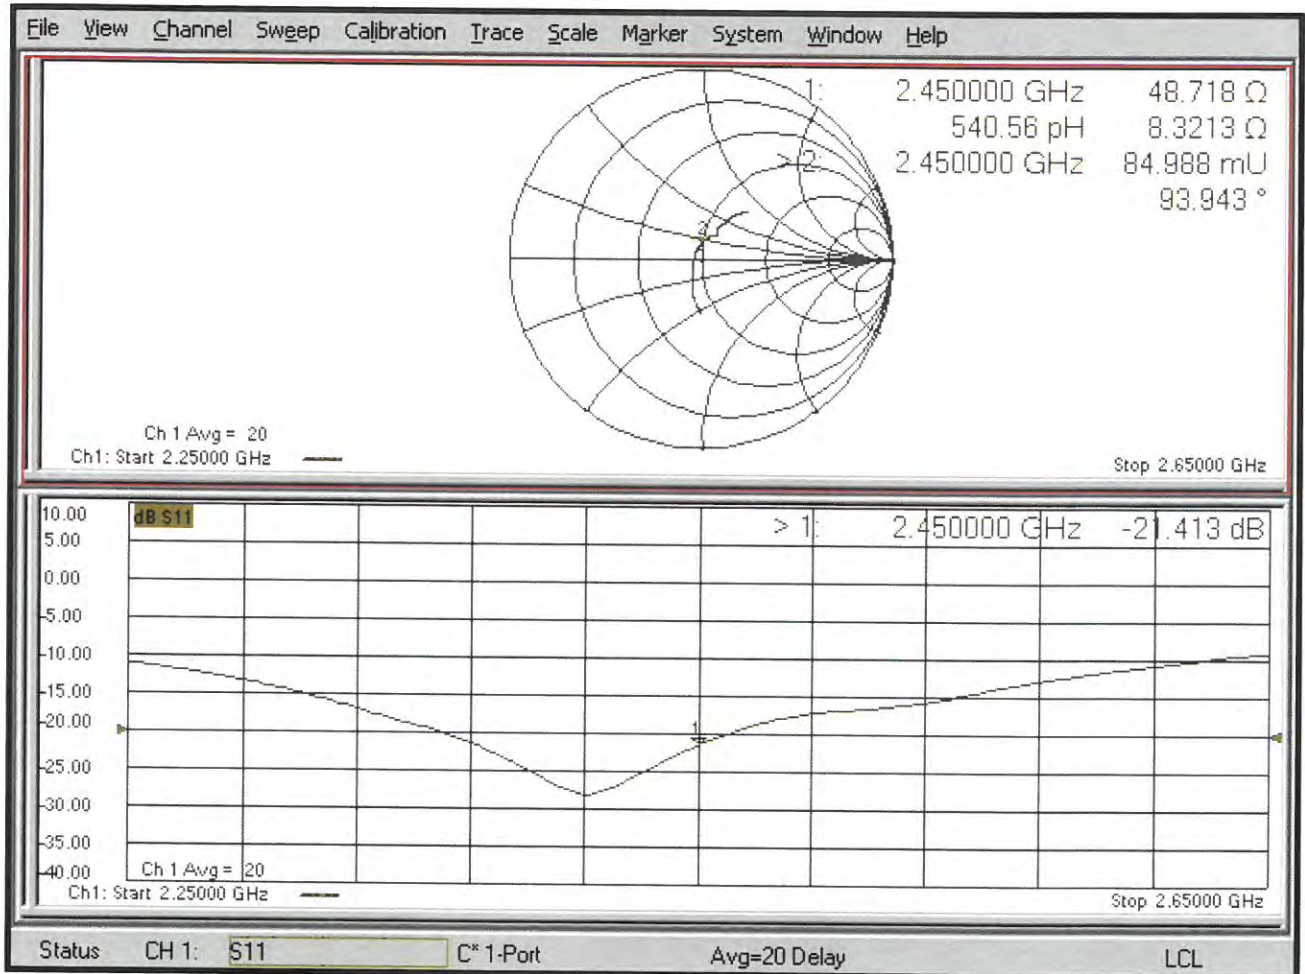 File View Channel Sweep Calibration Trace Scale Marker System Window Help
1: 2.450000 GHz 48.718 Ω
540.56 pH 8.3213 Ω
> 2: 2.450000 GHz 84.988 mU
93.943 °
2
Ch 1 Avg = 20
Ch1: Start 2.25000 GHz
Stop 2.65000 GHz
10.00
dB S11
> 1: 2.450000 GHz -21.413 dB
5.00
0.00
-5.00
-10.00
-15.00
-20.00
1
-25.00
-30.00
-35.00
-40.00
Ch 1 Avg = 20
Ch1: Start 2.25000 GHz
Stop 2.65000 GHz
Status CH 1: S11 C* 1-Port Avg=20 Delay LCL